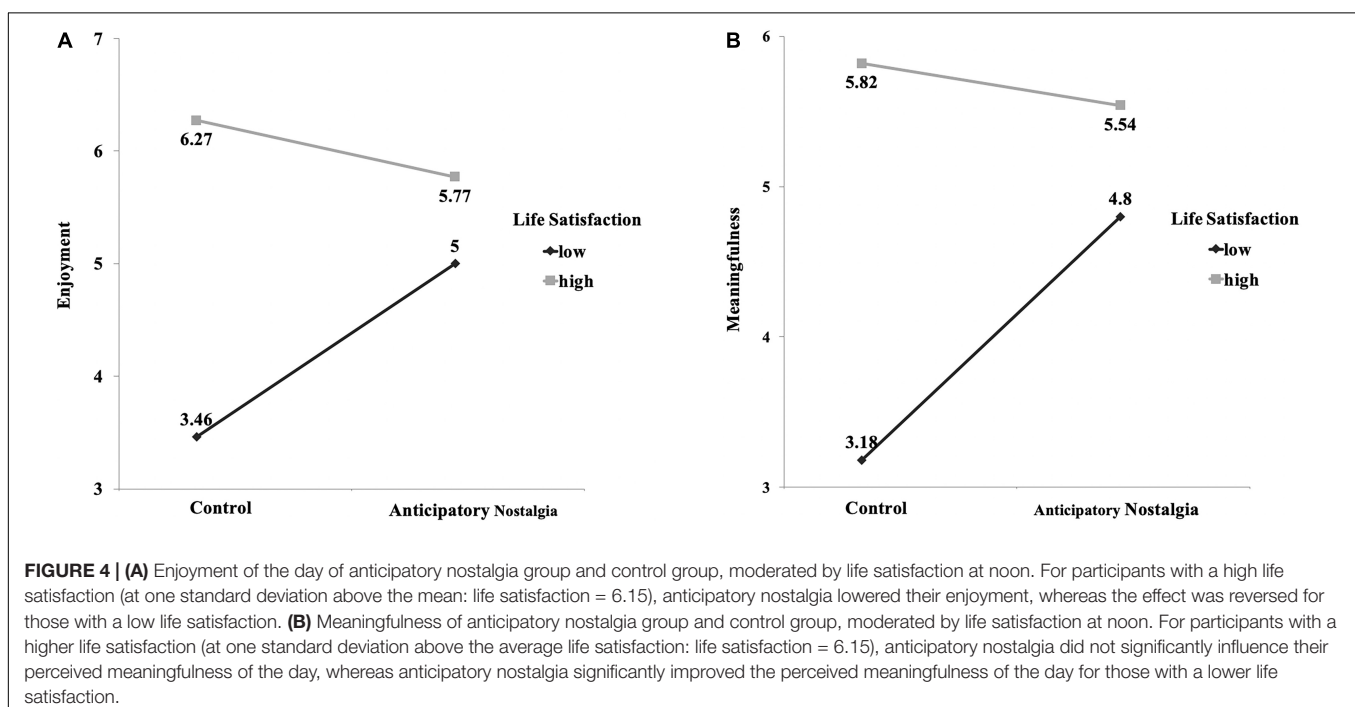 A
7
6
5
4
3
Enjoyment
6.27
5.77
5
3.46
Life Satisfaction
low
high
Control
Anticipatory Nostalgia
B
6
5
4
3
Meaningfulness
5.82
5.54
4.8
3.18
Life Satisfaction
low
high
Control
Anticipatory Nostalgia
FIGURE 4 | (A) Enjoyment of the day of anticipatory nostalgia group and control group, moderated by life satisfaction at noon. For participants with a high life
satisfaction (at one standard deviation above the mean: life satisfaction = 6.15), anticipatory nostalgia lowered their enjoyment, whereas the effect was reversed for
those with a low life satisfaction. (B) Meaningfulness of anticipatory nostalgia group and control group, moderated by life satisfaction at noon. For participants with a
higher life satisfaction (at one standard deviation above the average life satisfaction: life satisfaction = 6.15), anticipatory nostalgia did not significantly influence their
perceived meaningfulness of the day, whereas anticipatory nostalgia significantly improved the perceived meaningfulness of the day for those with a lower life
satisfaction.